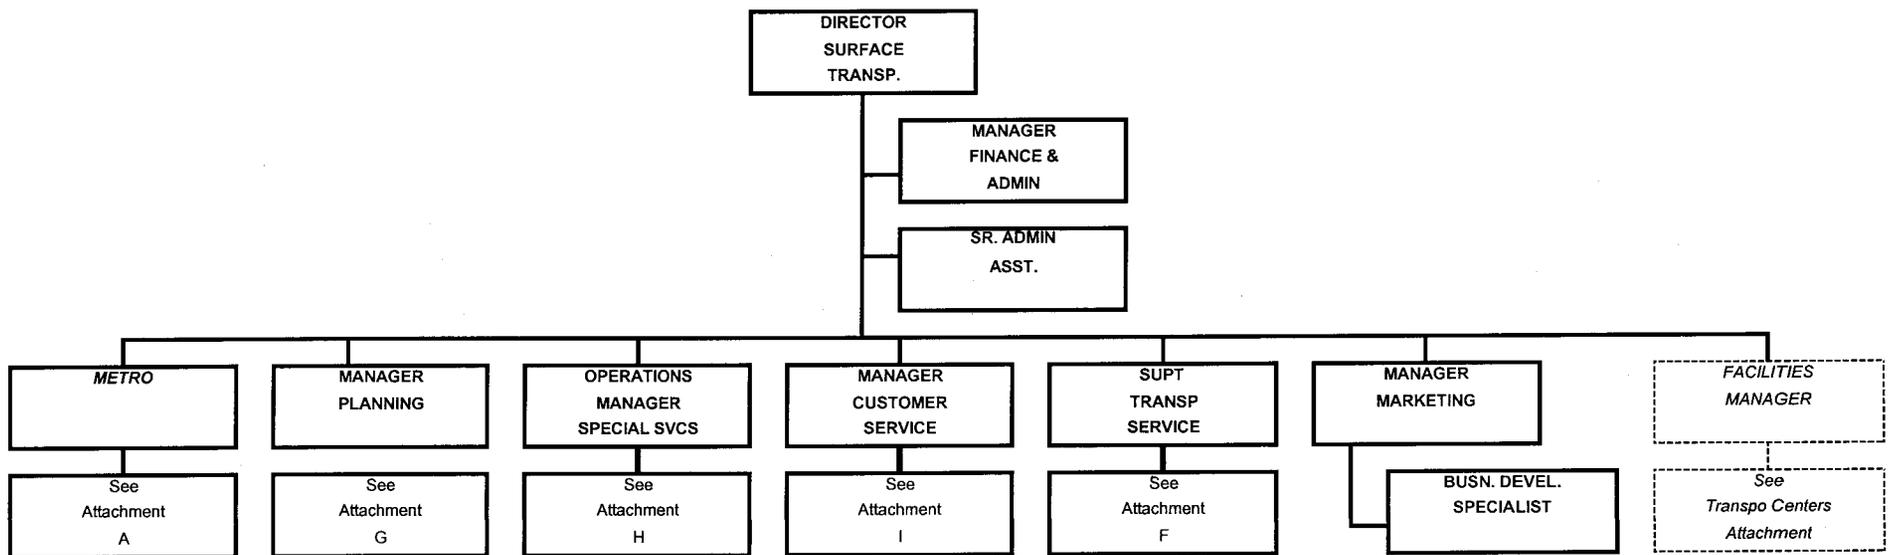 DIRECTOR
SURFACE
TRANSP.
MANAGER
FINANCE &
ADMIN
SR. ADMIN
ASST.
METRO
MANAGER
PLANNING
OPERATIONS
MANAGER
SPECIAL SVCS
MANAGER
CUSTOMER
SERVICE
SUPT
TRANSP
SERVICE
MANAGER
MARKETING
FACILITIES
MANAGER
See
Attachment
A
See
Attachment
G
See
Attachment
H
See
Attachment
I
See
Attachment
F
BUSN. DEVEL.
SPECIALIST
See
Transpo Centers
Attachment